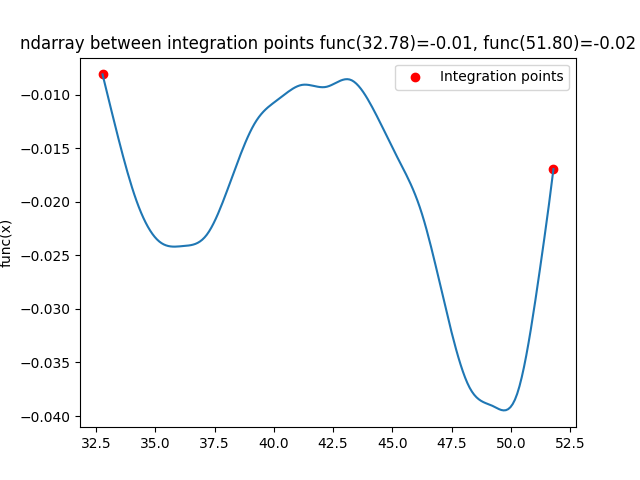 ndarray between integration points func(32.78)=-0.01, func(51.80)=-0.02
Integration points
func(x)
−0.010
−0.015
−0.020
−0.025
−0.030
−0.035
−0.040
32.5 35.0 37.5 40.0 42.5 45.0 47.5 50.0 52.5